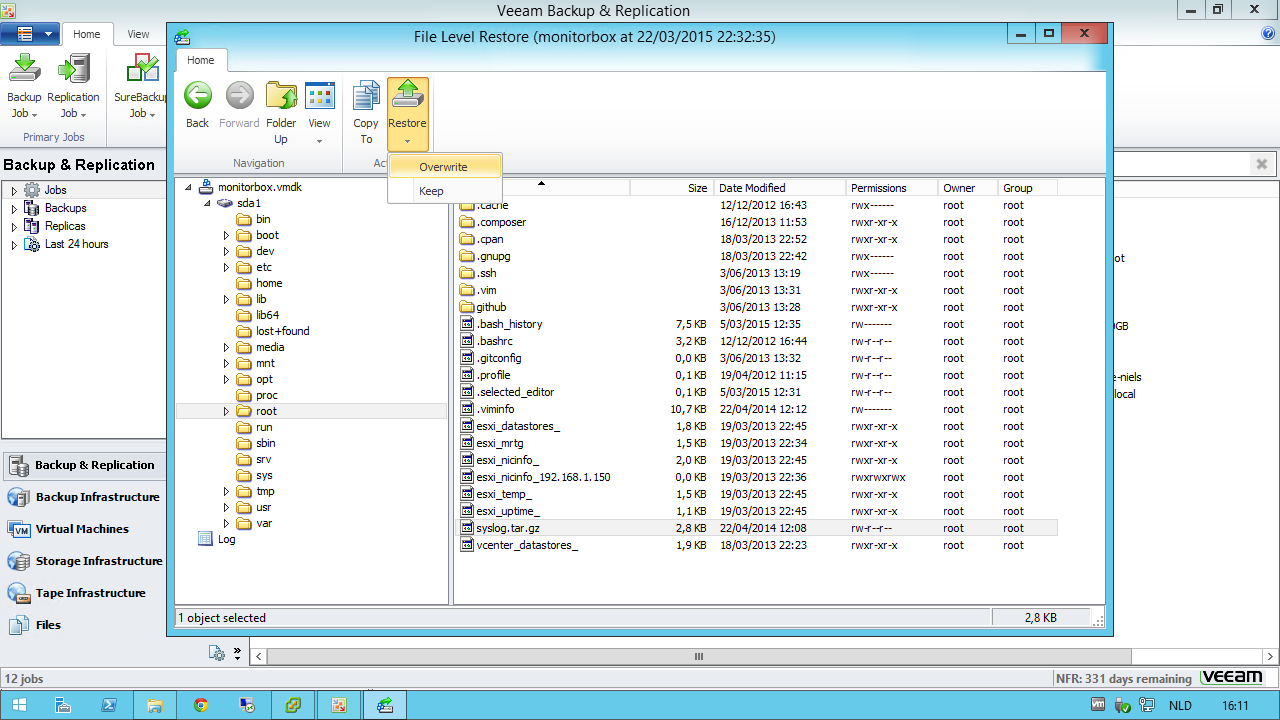 Veeam Backup & Replication
Home
View
Backup Job
Replication Job
SureBackup Job
Primary Jobs
Backup & Replication
Jobs
Backups
Replicas
Last 24 hours
Backup & Replication
Backup Infrastructure
Virtual Machines
Storage Infrastructure
Tape Infrastructure
Files
File Level Restore (monitorbox at 22/03/2015 22:32:35)
Home
Back
Forward
Folder Up
View
Copy To
Restore
Navigation
Ac
Overwrite
Keep
monitorbox.vmdk
sda1
bin
boot
dev
etc
home
lib
lib64
lost+found
media
mnt
opt
proc
root
run
sbin
srv
sys
tmp
usr
var
Log
Size Date Modified Permissions Owner Group
.cache 12/12/2012 16:43 rwx------ root root
.composer 16/12/2013 11:53 rwxr-xr-x root root
.cpan 18/03/2013 22:52 rwxr-xr-x root root
.gnupg 18/03/2013 22:42 rwx------ root root
.ssh 3/06/2013 13:19 rwx------ root root
.vim 3/06/2013 13:31 rwxr-xr-x root root
github 3/06/2013 13:28 rwxr-xr-x root root
.bash_history 7,5 KB 5/03/2015 12:35 rw------- root root
.bashrc 3,2 KB 12/12/2012 16:44 rw-r--r-- root root
.gitconfig 0,0 KB 3/06/2013 13:32 rw-r--r-- root root
.profile 0,1 KB 19/04/2012 11:15 rw-r--r-- root root
.selected_editor 0,1 KB 5/03/2015 12:31 rw-r--r-- root root
.viminfo 10,7 KB 22/04/2014 12:12 rw------- root root
esxi_datastores_ 1,8 KB 19/03/2013 22:45 rwxr-xr-x root root
esxi_mrtg 1,5 KB 19/03/2013 22:34 rwxr-xr-x root root
esxi_nicinfo_ 2,0 KB 19/03/2013 22:45 rwxr-xr-x root root
esxi_nicinfo_192.168.1.150 0,0 KB 19/03/2013 22:36 rwxrwxrwx root root
esxi_temp_ 1,5 KB 19/03/2013 22:45 rwxr-xr-x root root
esxi_uptime_ 1,1 KB 19/03/2013 22:45 rwxr-xr-x root root
syslog.tar.gz 2,8 KB 22/04/2014 12:08 rw-r--r-- root root
vcenter_datastores_ 1,9 KB 18/03/2013 22:23 rwxr-xr-x root root
1 object selected 2,8 KB
ot
GB
e-niels
local
12 jobs
NFR: 331 days remaining veeam
NLD 16:11